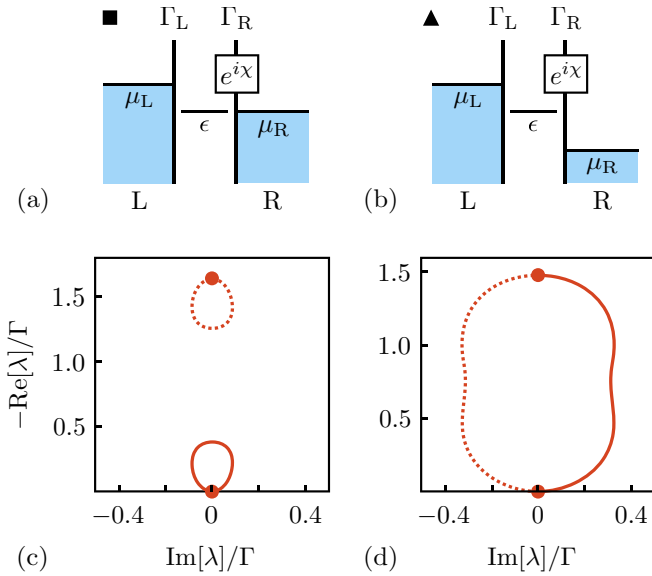 ■ Γ_L Γ_R
e^{iχ}
μ_L
ϵ
μ_R
(a) L R
▲ Γ_L Γ_R
e^{iχ}
μ_L
ϵ
μ_R
(b) L R
−Re[λ]/Γ
1.5
1.0
0.5
−0.4 0 0.4
(c) Im[λ]/Γ
1.5
1.0
0.5
−0.4 0 0.4
(d) Im[λ]/Γ